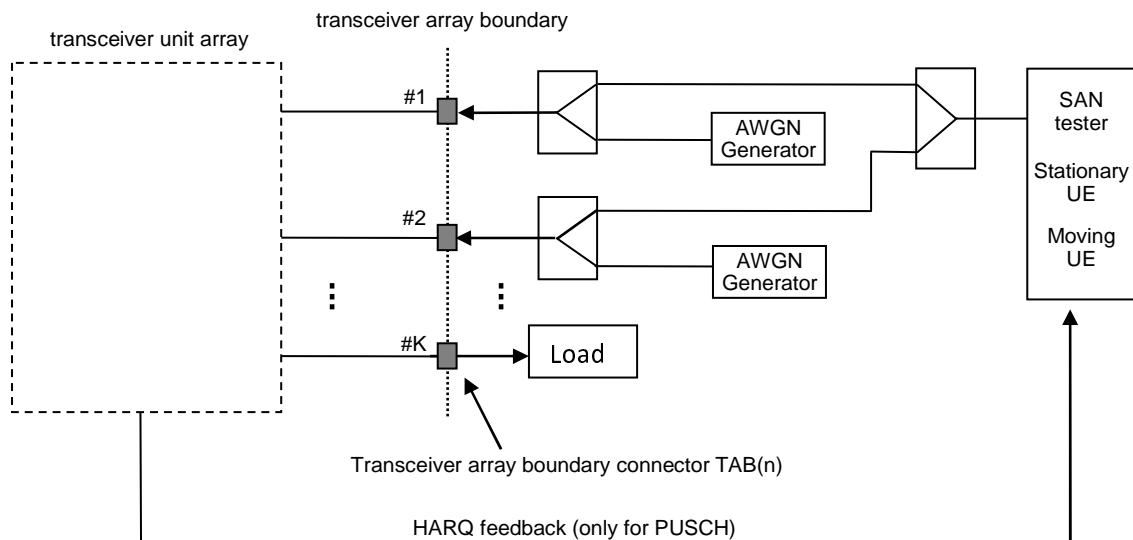 transceiver array boundary
transceiver unit array
#1
AWGN
Generator
SAN
tester
Stationary
UE
Moving
UE
#2
AWGN
Generator
#K
Load
Transceiver array boundary connector TAB(n)
HARQ feedback (only for PUSCH)